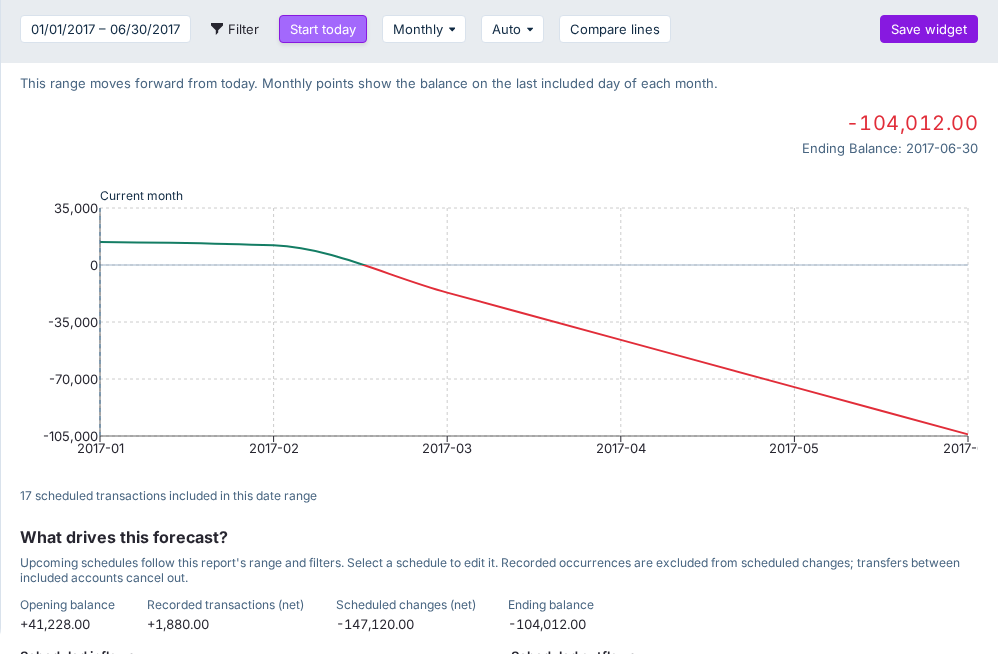 01/01/2017 – 06/30/2017
Filter
Start today
Monthly
Auto
Compare lines
Save widget
This range moves forward from today. Monthly points show the balance on the last included day of each month.
-104,012.00
Ending Balance: 2017-06-30
Current month
35,000
0
-35,000
-70,000
-105,000
2017-01
2017-02
2017-03
2017-04
2017-05
2017-
17 scheduled transactions included in this date range
What drives this forecast?
Upcoming schedules follow this report's range and filters. Select a schedule to edit it. Recorded occurrences are excluded from scheduled changes; transfers between
included accounts cancel out.
Opening balance
Recorded transactions (net)
Scheduled changes (net)
Ending balance
+41,228.00
+1,880.00
-147,120.00
-104,012.00